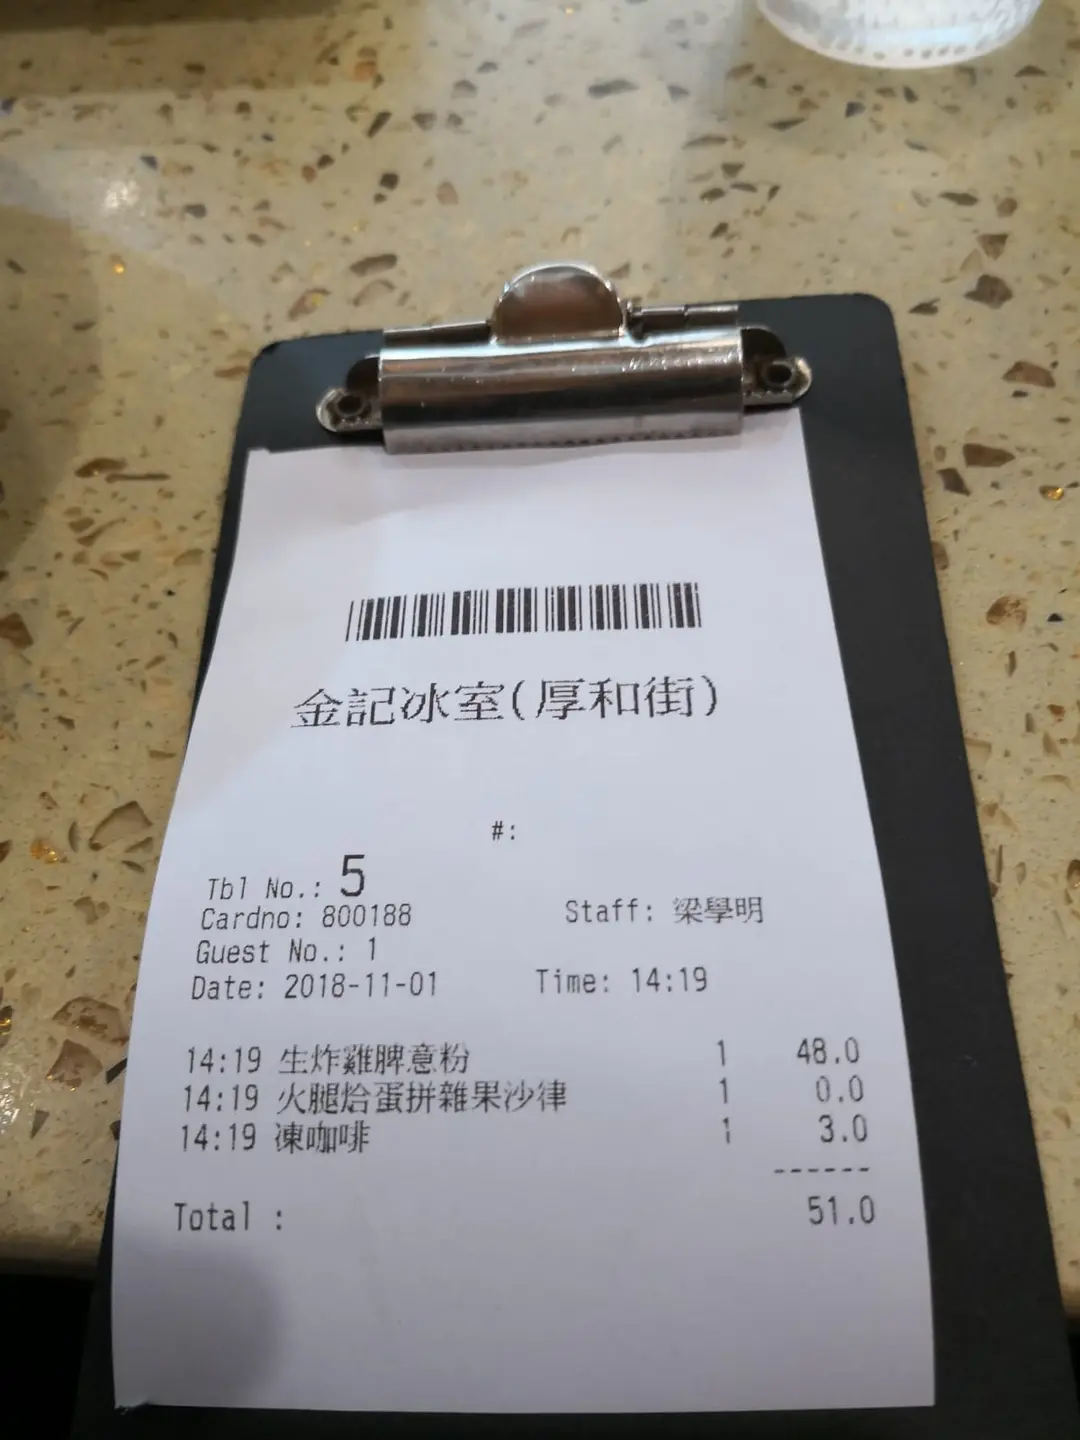 金記冰室(厚和街)
#:
Tbl No.: 5
Cardno: 800188 Staff: 梁學明
Guest No.: 1
Date: 2018-11-01 Time: 14:19
14:19 生炸雞髀意粉 1 48.0
14:19 火腿烚蛋拼雜果沙律 1 0.0
14:19 凍咖啡 1 3.0
------
Total : 51.0